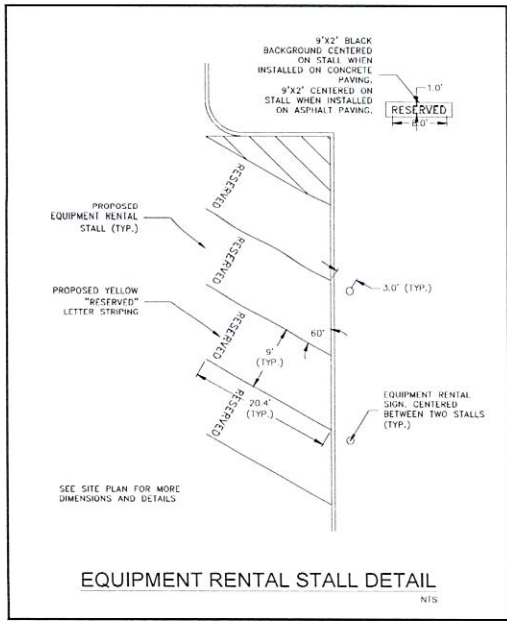 9'X2' BLACK
BACKGROUND CENTERED
ON STALL WHEN
INSTALLED ON CONCRETE
PAVING.
9'X2' CENTERED ON
STALL WHEN INSTALLED
ON ASPHALT PAVING.
1.0'
RESERVED
8.0'
RESERVED
PROPOSED
EQUIPMENT RENTAL
STALL (TYP.)
RESERVED
3.0' (TYP.)
PROPOSED YELLOW
"RESERVED"
LETTER STRIPING
RESERVED
60'
9'
(TYP.)
20.4'
(TYP.)
RESERVED
EQUIPMENT RENTAL
SIGN, CENTERED
BETWEEN TWO STALLS
(TYP.)
SEE SITE PLAN FOR MORE
DIMENSIONS AND DETAILS
EQUIPMENT RENTAL STALL DETAIL
NTS